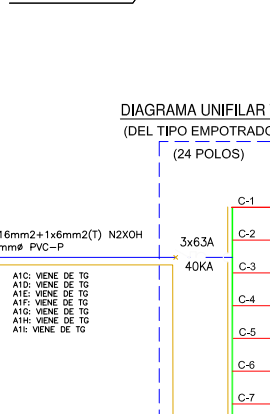 DIAGRAMA UNIFILAR
(DEL TIPO EMPOTRADO
(24 POLOS)
C-1
16mm2+1x6mm2(T) N2XOH
mmø PVC-P
3x63A
40KA
C-2
C-3
A1C: VIENE DE TG
A1D: VIENE DE TG
A1E: VIENE DE TG
A1F: VIENE DE TG
A1G: VIENE DE TG
A1H: VIENE DE TG
A1I: VIENE DE TG
C-4
C-5
C-6
C-7